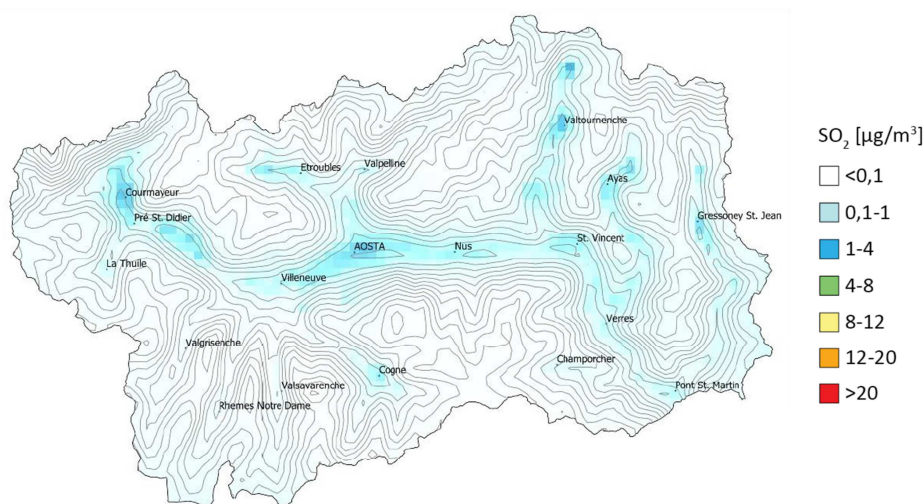 Valtournenche
Etroubles
Valpelline
Ayas
Courmayeur
Pré St. Didier
Gressoney St. Jean
AOSTA
Nus
St. Vincent
La Thuile
Villeneuve
Verres
Valgrisenche
Champorcher
Cogne
Valsavarenche
Pont St. Martin
Rhemes Notre Dame
SO₂ [µg/m³]
<0,1
0,1-1
1-4
4-8
8-12
12-20
>20